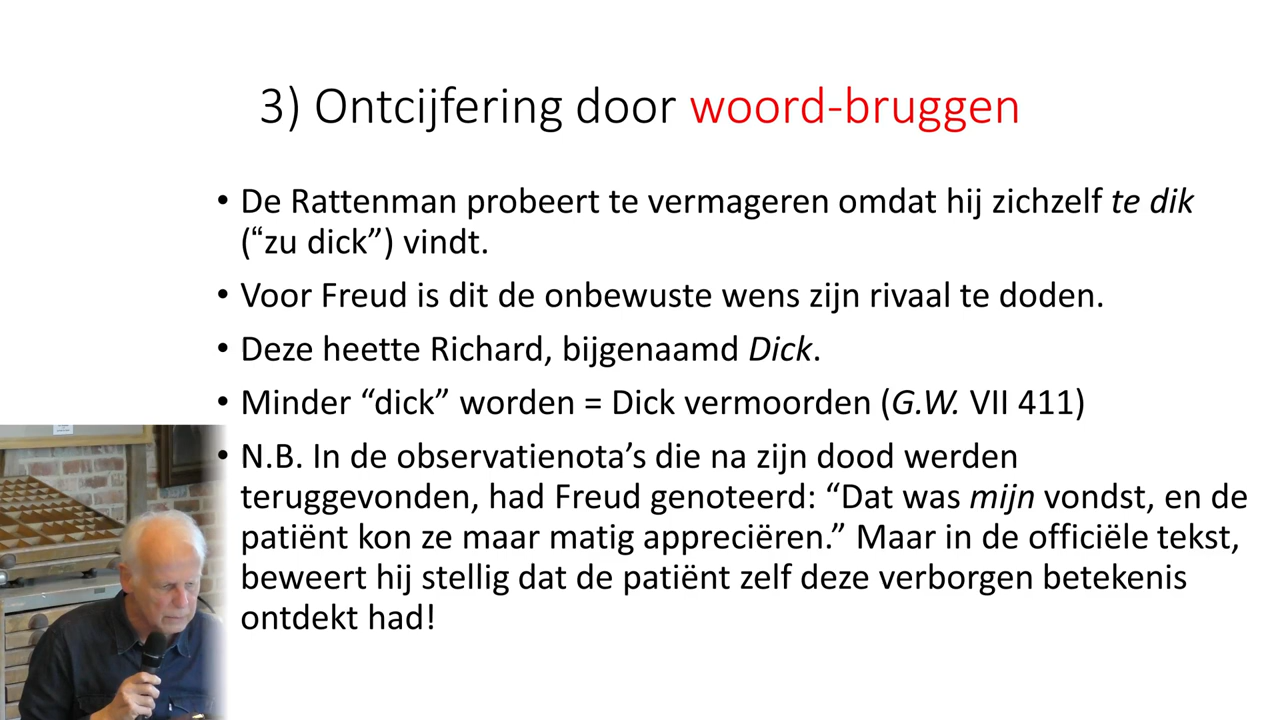 3) Ontcijfering door woord-bruggen
• De Rattenman probeert te vermageren omdat hij zichzelf te dik
(“zu dick”) vindt.
• Voor Freud is dit de onbewuste wens zijn rivaal te doden.
• Deze heette Richard, bijgenaamd Dick.
• Minder “dick” worden = Dick vermoorden (G.W. VII 411)
• N.B. In de observatienota’s die na zijn dood werden
teruggevonden, had Freud genoteerd: “Dat was mijn vondst, en de
patiënt kon ze maar matig appreciëren.” Maar in de officiële tekst,
beweert hij stellig dat de patiënt zelf deze verborgen betekenis
ontdekt had!